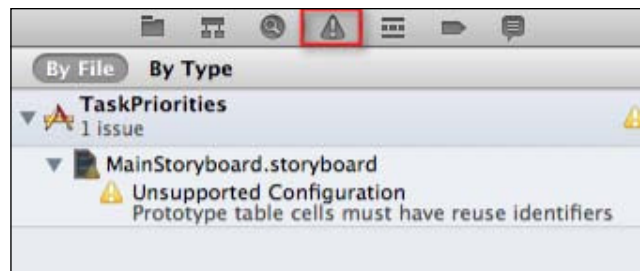 By File By Type
TaskPriorities
1 issue
MainStoryboard.storyboard
Unsupported Configuration
Prototype table cells must have reuse identifiers